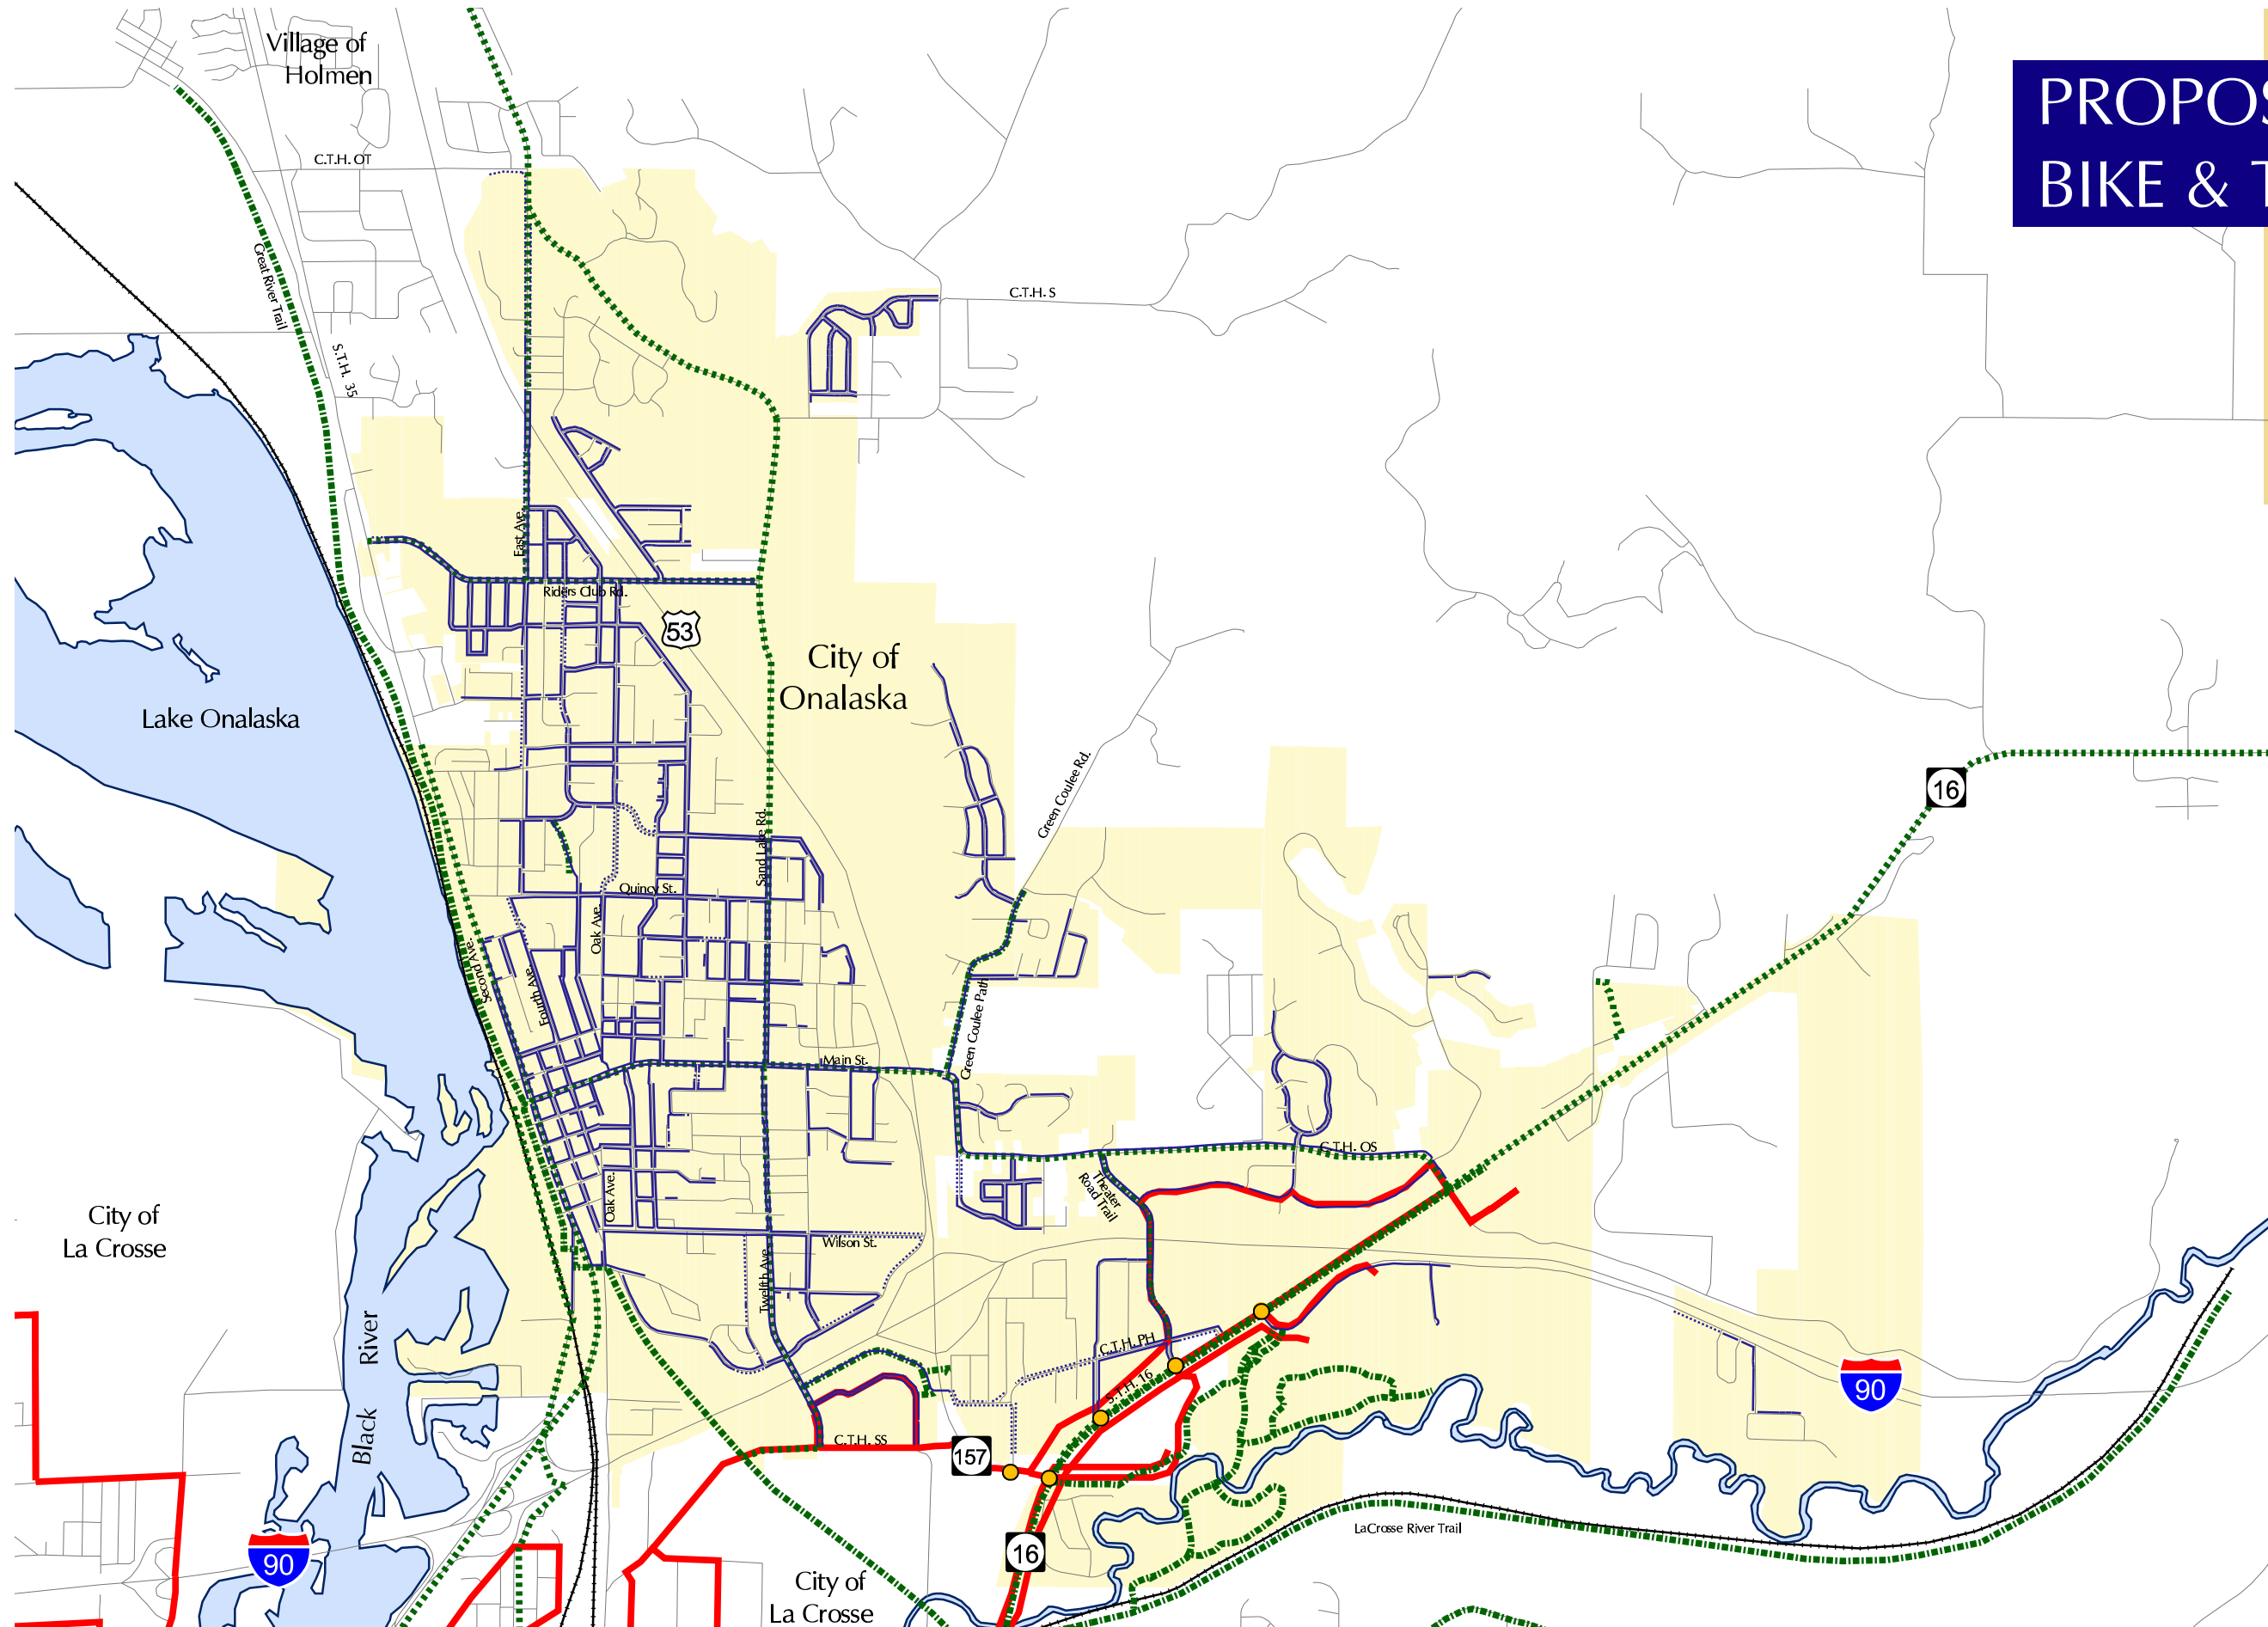 Village of
Holmen
PROPOS
BIKE & T
C.T.H. OT
Great River Trail
C.T.H. S
S.T.H. 35
East Ave.
Riders Club Rd.
53
City of
Onalaska
Lake Onalaska
Green Coulee Rd.
16
Sand Lake Rd.
Quincy St.
Oak Ave.
Second Ave.
Fourth Ave.
Green Coulee Path
Main St.
C.T.H. OS
Theater
Road Trail
Oak Ave.
City of
La Crosse
Wilson St.
Twelfth Ave.
Black River
C.T.H. PH
S.T.H. 16
90
C.T.H. SS
157
LaCrosse River Trail
16
90
City of
La Crosse